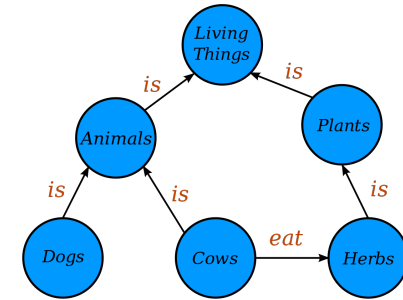 Living
Things
is
is
Animals
Plants
is
is
is
eat
Dogs
Cows
Herbs